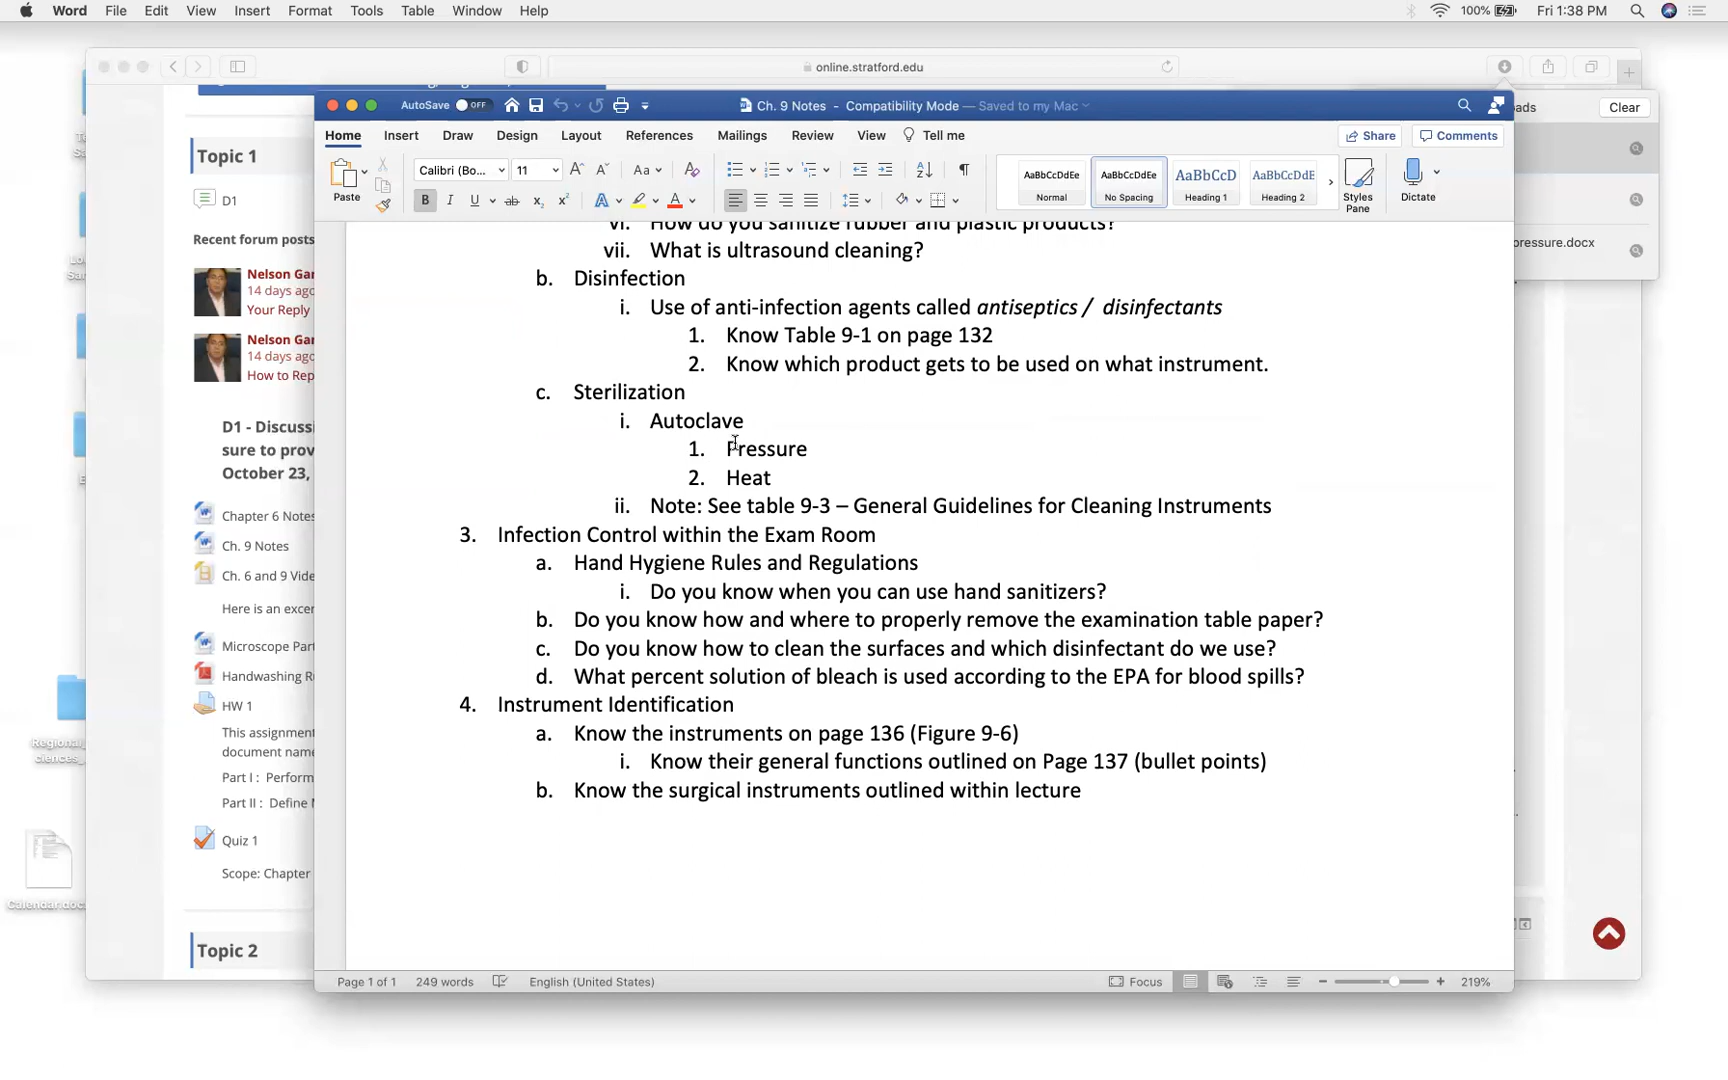 Word File Edit View Insert Format Tools Table Window Help
100% Fri 1:38 PM
online.stratford.edu
AutoSave OFF
Ch. 9 Notes - Compatibility Mode — Saved to my Mac
Clear
Home Insert Draw Design Layout References Mailings Review View Tell me
Share Comments
Paste
Calibri (Bo... 11
AaBbCcDdEe AaBbCcDdEe AaBbCcD AaBbCcDdE
Normal No Spacing Heading 1 Heading 2
Styles Pane
Dictate
pressure.docx
Topic 1
D1
Recent forum posts
Nelson Gar
14 days ago
Your Reply
Nelson Gar
14 days ago
How to Rep
D1 - Discussi
sure to prov
October 23,
Chapter 6 Notes
Ch. 9 Notes
Ch. 6 and 9 Vide
Here is an excer
Microscope Part
Handwashing Ru
HW 1
This assignment
document name
Part I : Perform
Part II : Define M
Quiz 1
Scope: Chapter
Topic 2
vi. How do you sanitize rubber and plastic products?
vii. What is ultrasound cleaning?
b. Disinfection
i. Use of anti-infection agents called antiseptics / disinfectants
1. Know Table 9-1 on page 132
2. Know which product gets to be used on what instrument.
c. Sterilization
i. Autoclave
1. Pressure
2. Heat
ii. Note: See table 9-3 – General Guidelines for Cleaning Instruments
3. Infection Control within the Exam Room
a. Hand Hygiene Rules and Regulations
i. Do you know when you can use hand sanitizers?
b. Do you know how and where to properly remove the examination table paper?
c. Do you know how to clean the surfaces and which disinfectant do we use?
d. What percent solution of bleach is used according to the EPA for blood spills?
4. Instrument Identification
a. Know the instruments on page 136 (Figure 9-6)
i. Know their general functions outlined on Page 137 (bullet points)
b. Know the surgical instruments outlined within lecture
Page 1 of 1 249 words English (United States)
Focus 219%